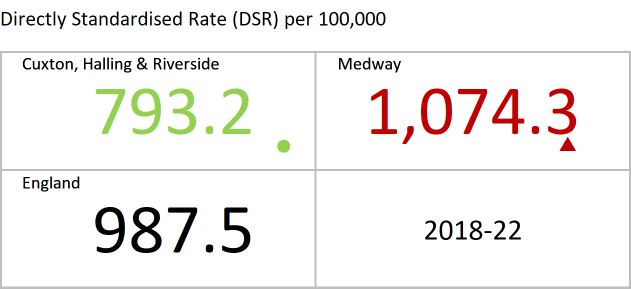 Directly Standardised Rate (DSR) per 100,000
Cuxton, Halling & Riverside
793.2
Medway
1,074.3
England
987.5
2018-22